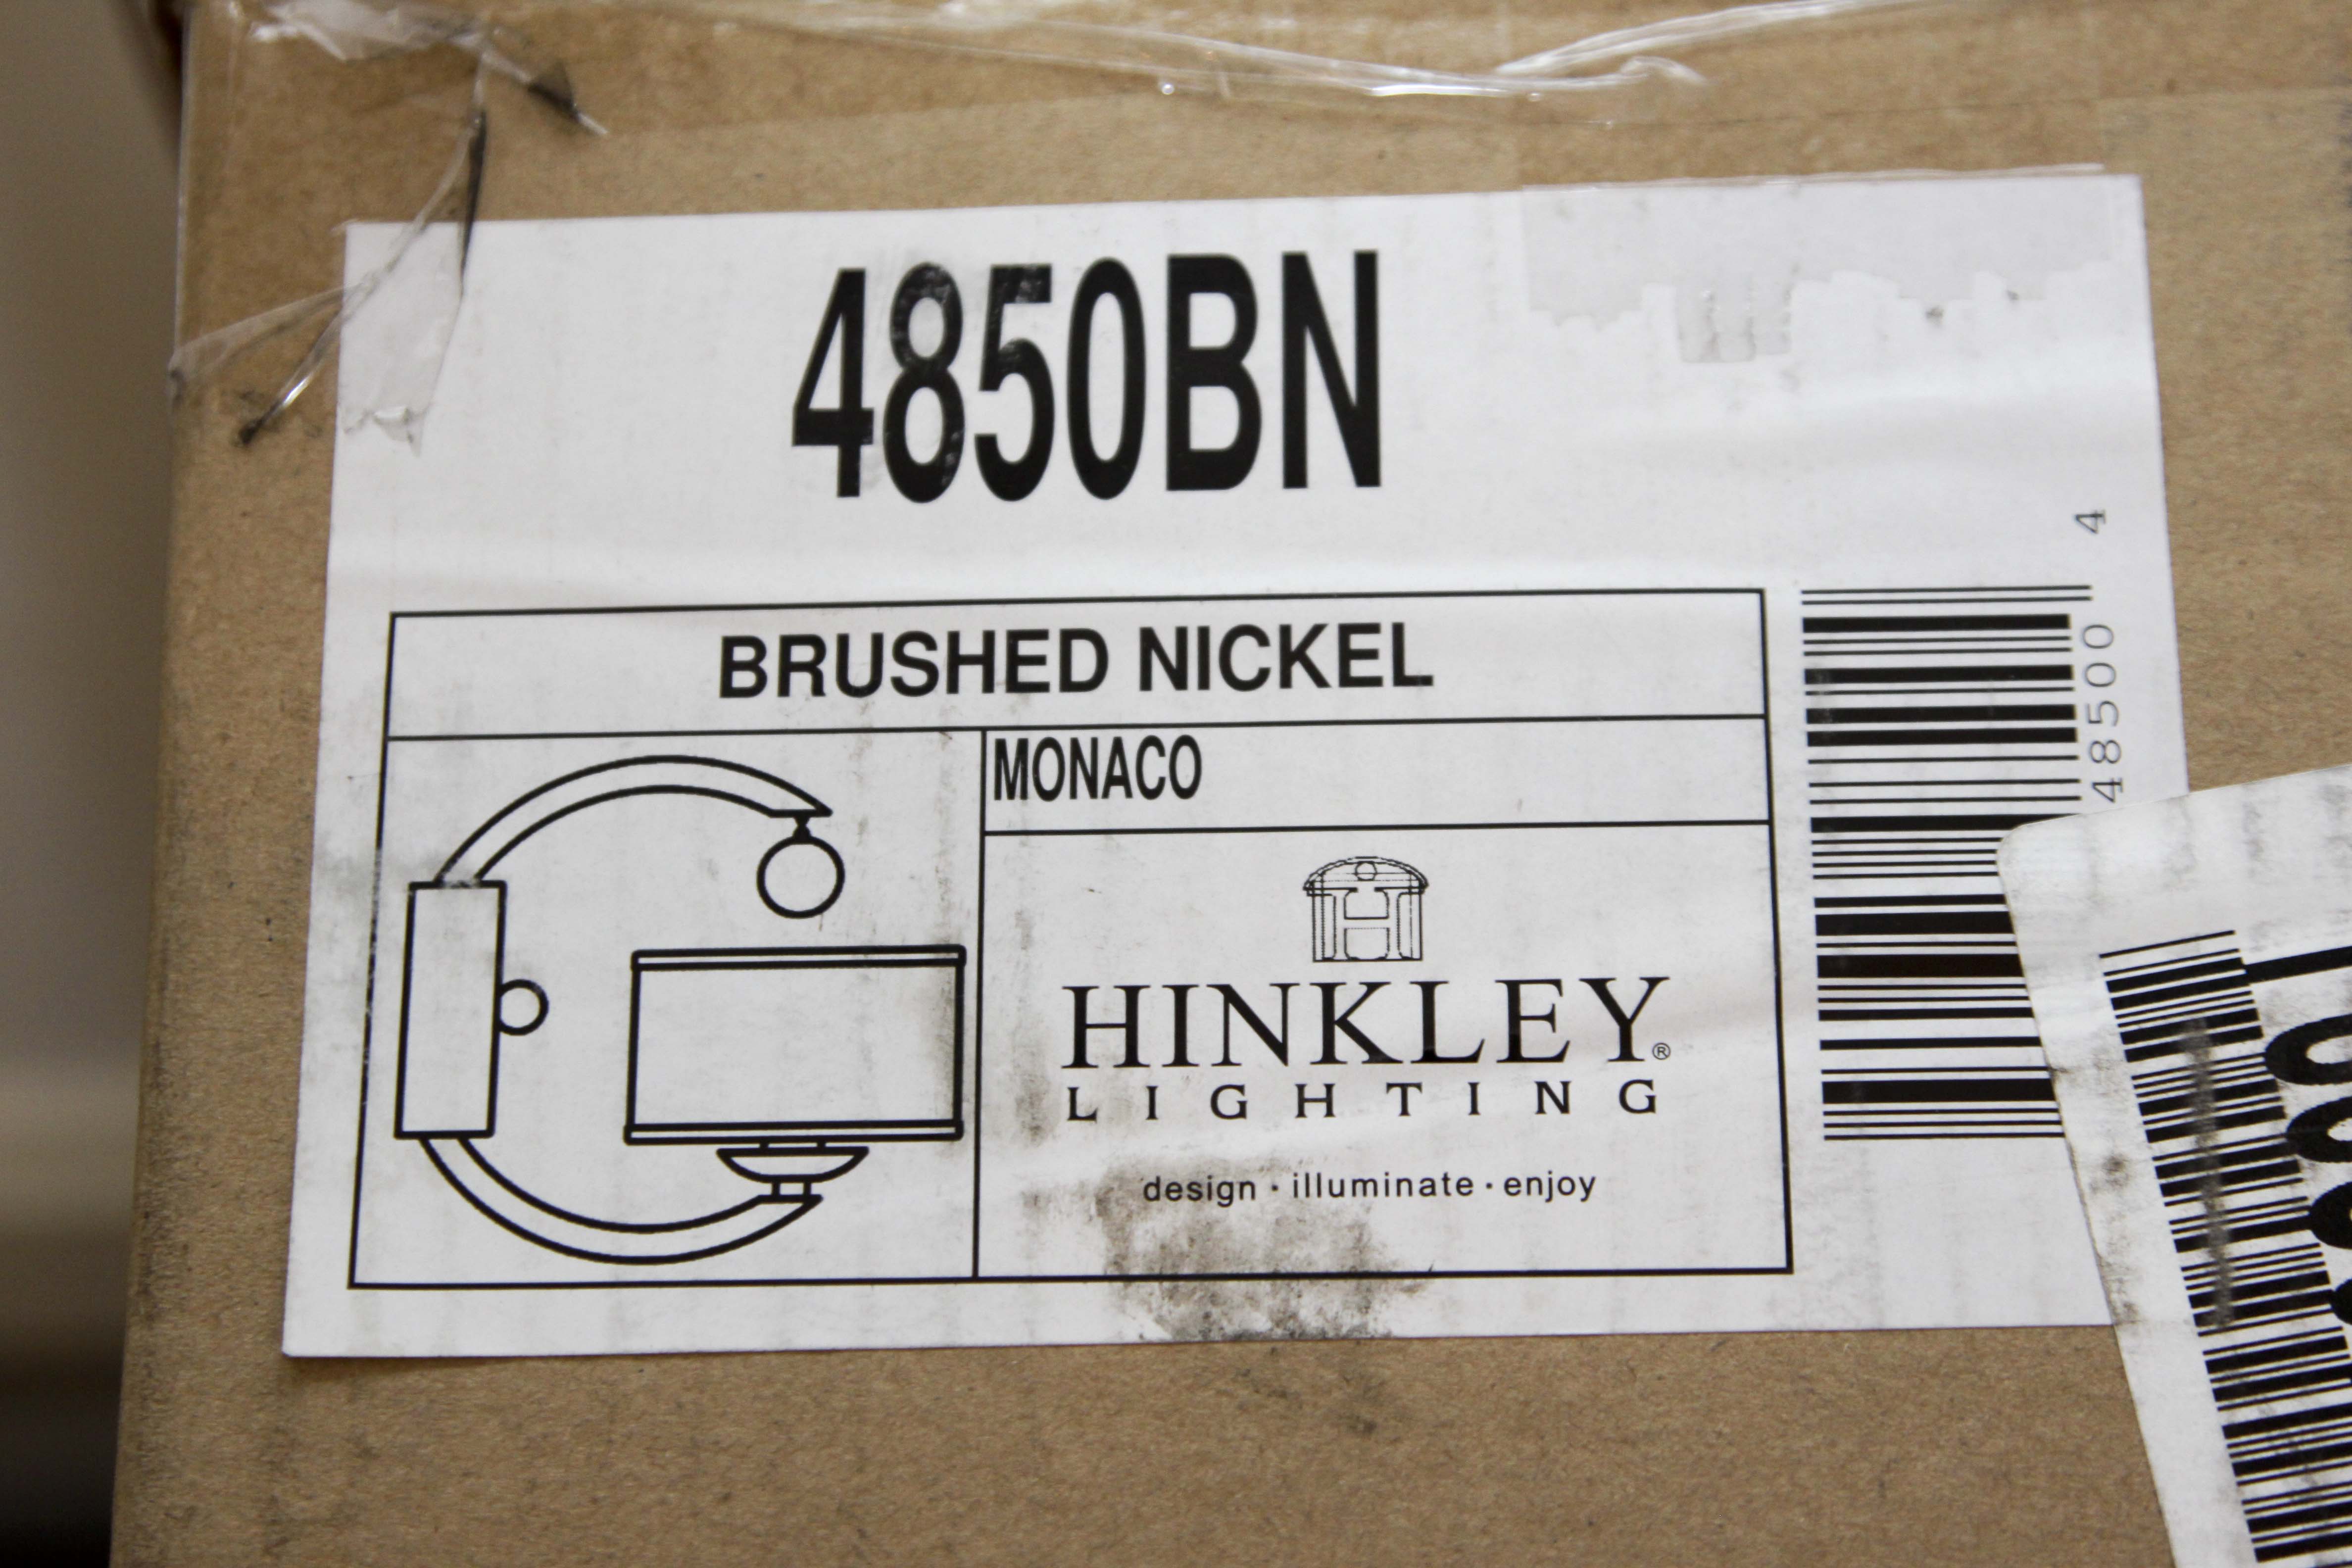 4850BN
BRUSHED NICKEL
MONACO
H
HINKLEY®
LIGHTING
design · illuminate · enjoy
48500 4